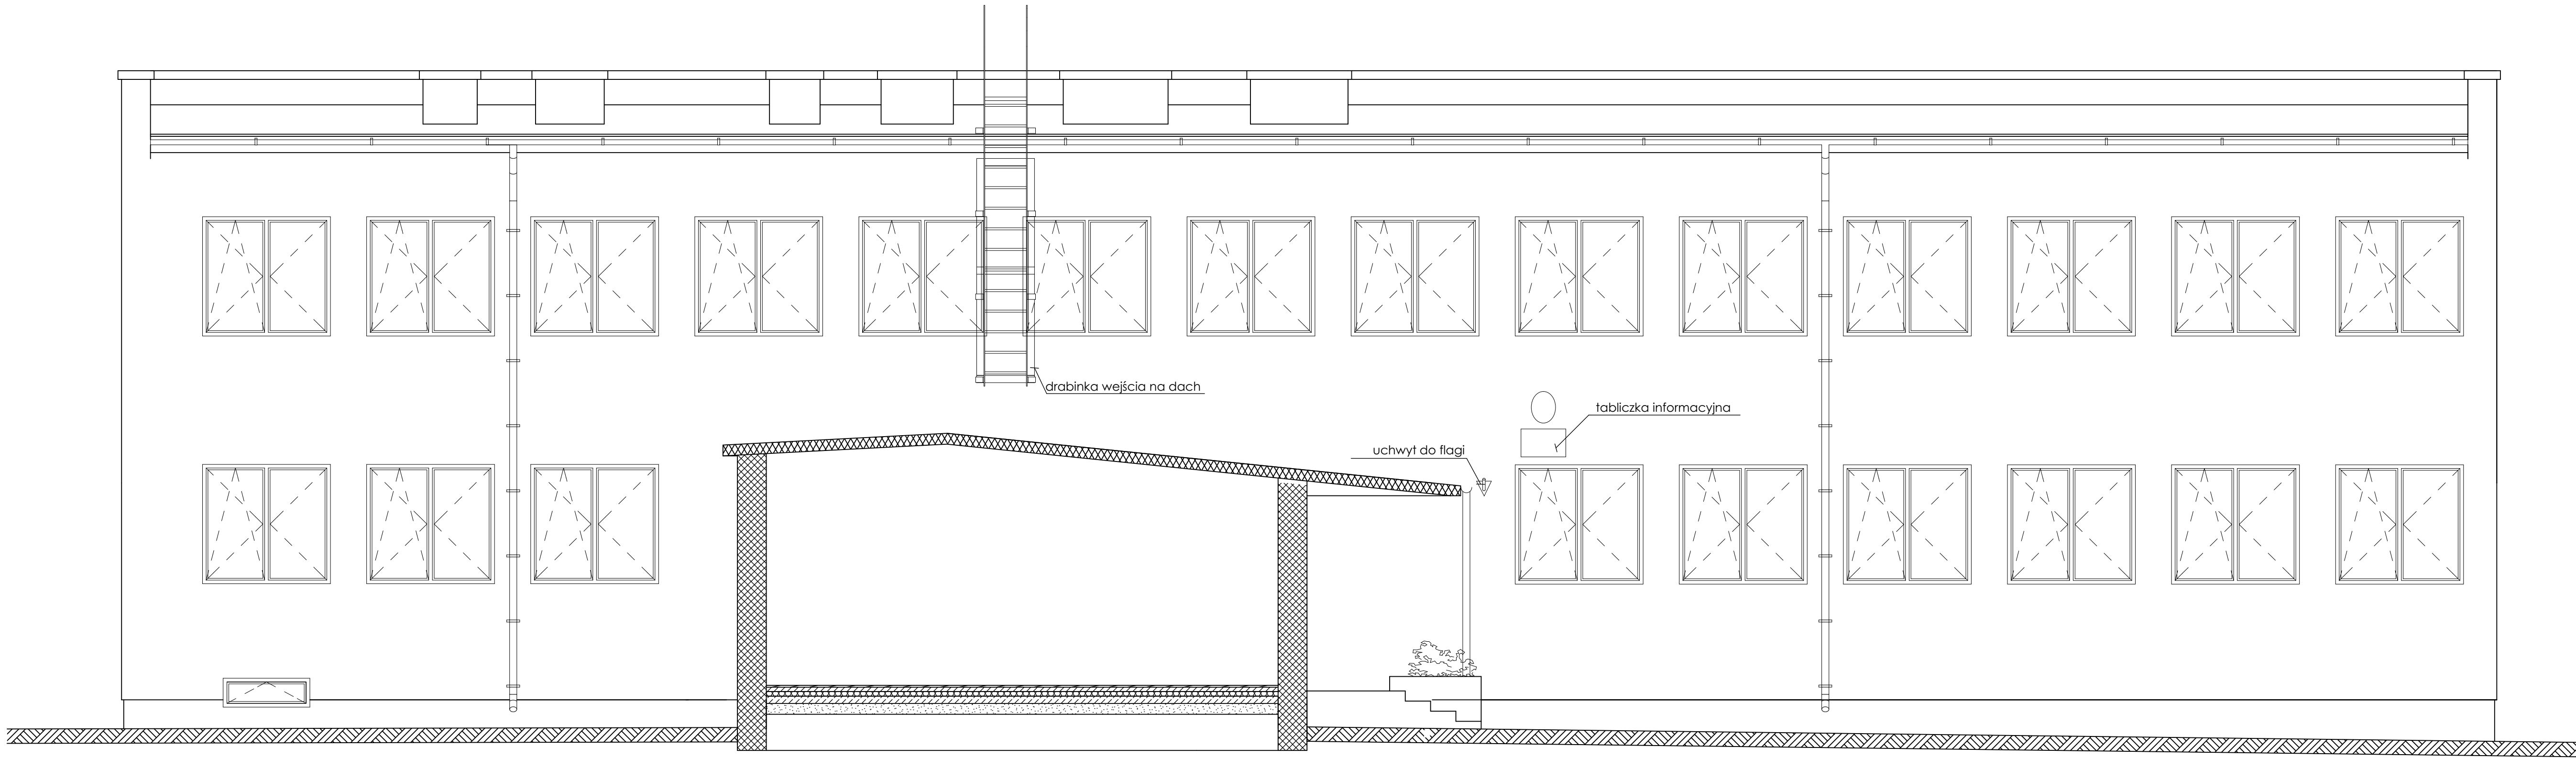 drabinka wejścia na dach
tabliczka informacyjna
uchwyt do flagi